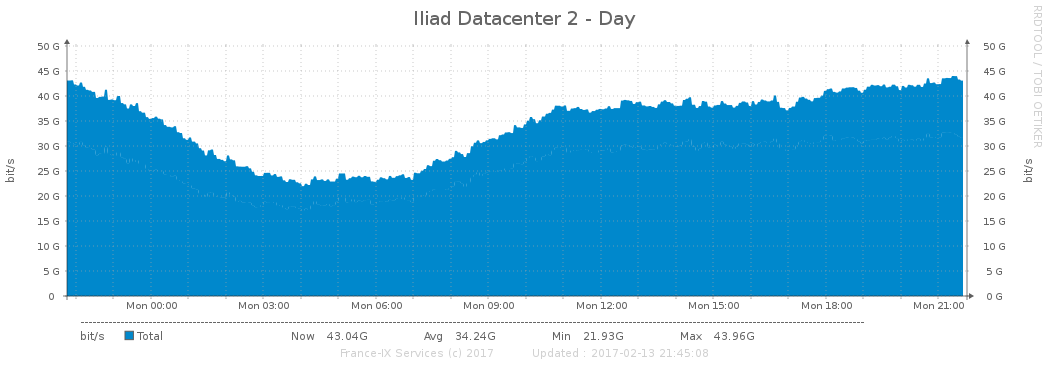 Iliad Datacenter 2 - Day
RRDTOOL / TOBI OETIKER
50 G 50 G
45 G 45 G
40 G 40 G
35 G 35 G
30 G 30 G
25 G 25 G
20 G 20 G
15 G 15 G
10 G 10 G
5 G 5 G
0 0 G
bit/s bit/s
Mon 00:00 Mon 03:00 Mon 06:00 Mon 09:00 Mon 12:00 Mon 15:00 Mon 18:00 Mon 21:00
bit/s Total Now 43.04G Avg 34.24G Min 21.93G Max 43.96G
France-IX Services (c) 2017 Updated : 2017-02-13 21:45:08